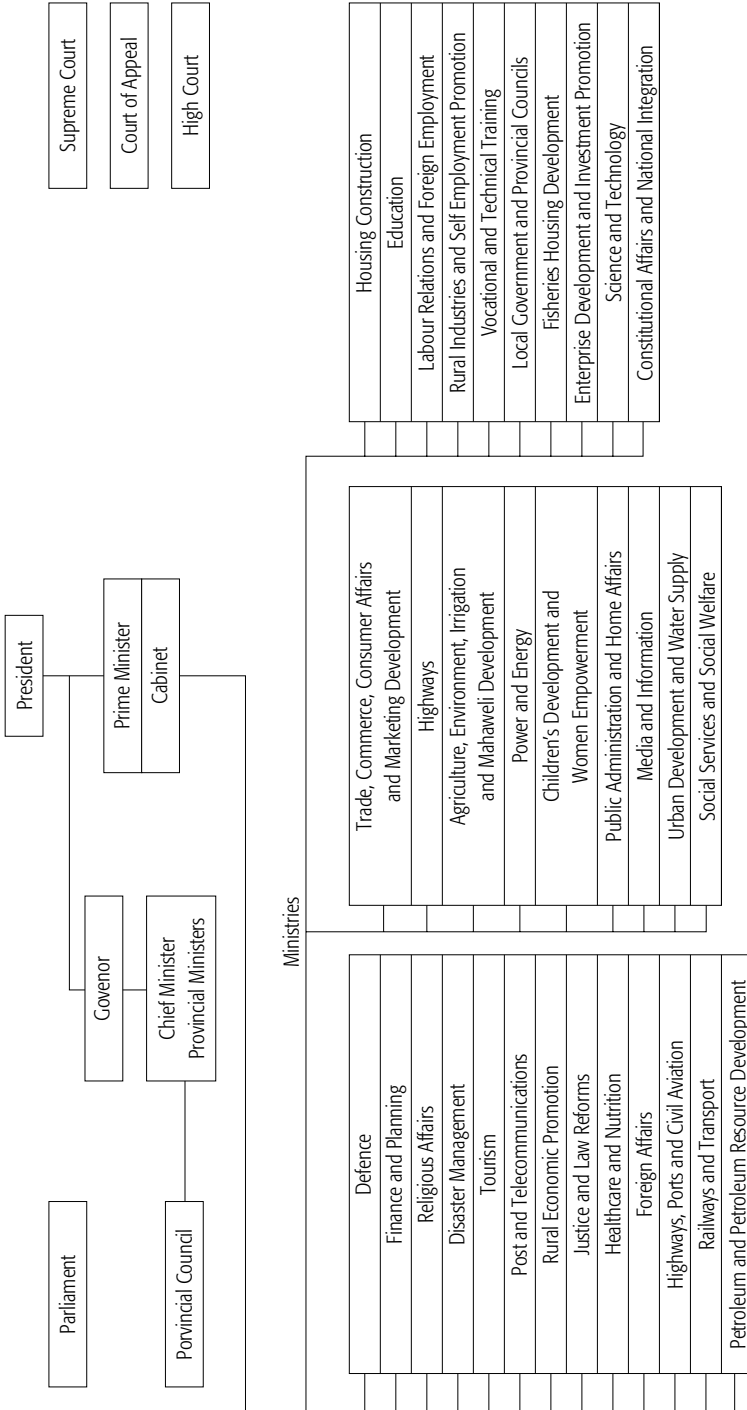 President
Parliament
Govenor
Prime Minister
Cabinet
Supreme Court
Court of Appeal
High Court
Porvincial Council
Chief Minister
Provincial Ministers
Ministries
Defence
Finance and Planning
Religious Affairs
Disaster Management
Tourism
Post and Telecommunications
Rural Economic Promotion
Justice and Law Reforms
Healthcare and Nutrition
Foreign Affairs
Highways, Ports and Civil Aviation
Railways and Transport
Petroleum and Petroleum Resource Development
Trade, Commerce, Consumer Affairs
and Marketing Development
Highways
Agriculture, Environment, Irrigation
and Mahaweli Development
Power and Energy
Children's Development and
Women Empowerment
Public Administration and Home Affairs
Media and Information
Urban Development and Water Supply
Social Services and Social Welfare
Housing Construction
Education
Labour Relations and Foreign Employment
Rural Industries and Self Employment Promotion
Vocational and Technical Training
Local Government and Provincial Councils
Fisheries Housing Development
Enterprise Development and Investment Promotion
Science and Technology
Constitutional Affairs and National Integration